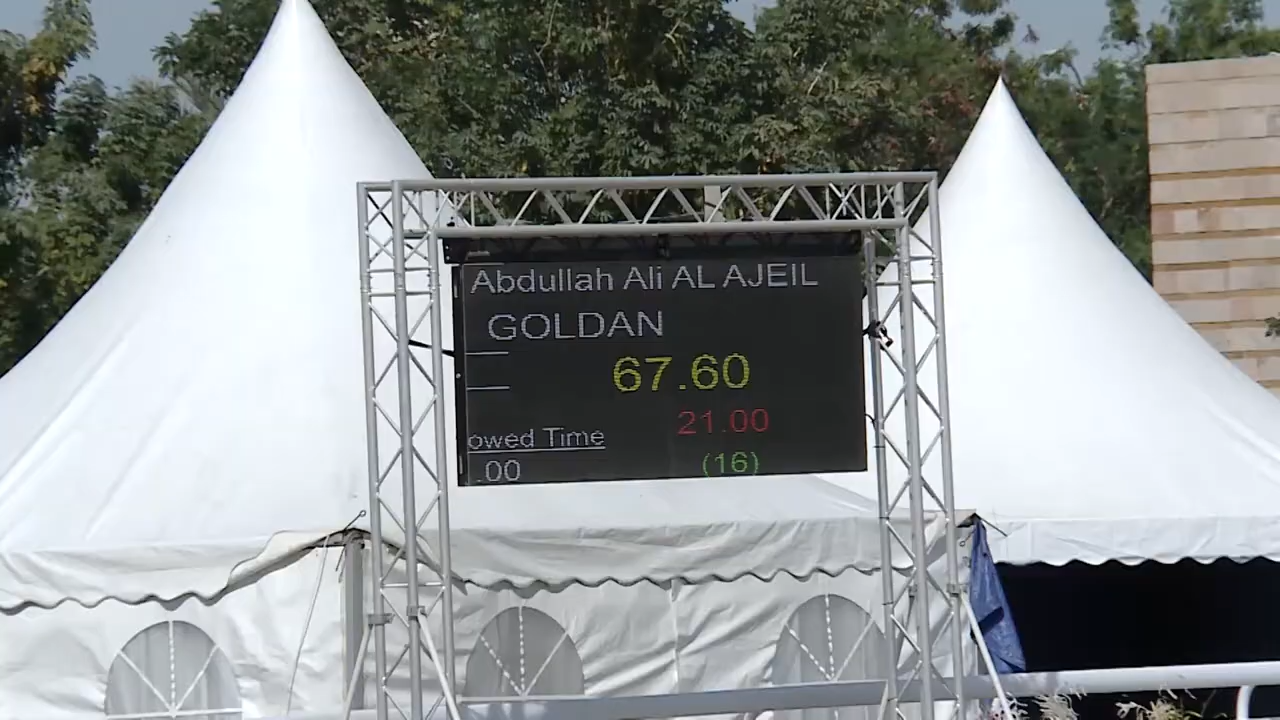 Abdullah Ali AL AJEIL
GOLDAN
67.60
21.00
owed Time
.00
(16)